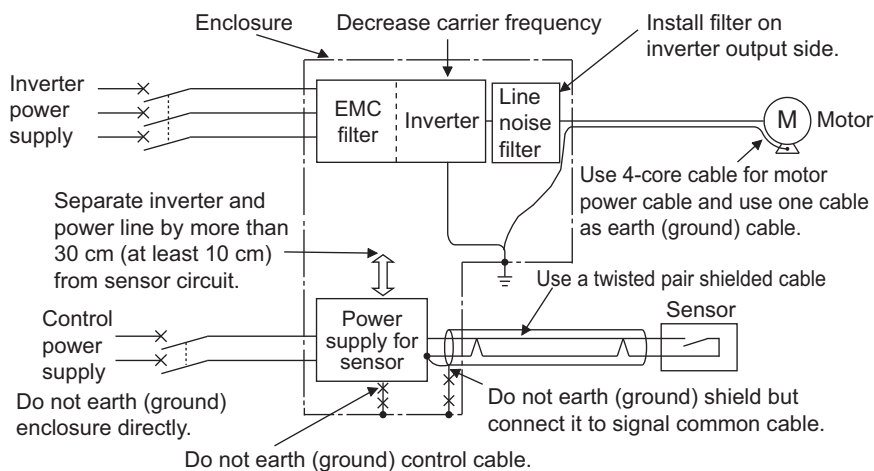 Enclosure
Decrease carrier frequency
Install filter on
inverter output side.
Inverter
power
supply
EMC
filter
Inverter
Line
noise
filter
M
Motor
Use 4-core cable for motor
power cable and use one cable
as earth (ground) cable.
Separate inverter and
power line by more than
30 cm (at least 10 cm)
from sensor circuit.
Use a twisted pair shielded cable
Control
power
supply
Power
supply for
sensor
Sensor
Do not earth (ground)
enclosure directly.
Do not earth (ground) shield but
connect it to signal common cable.
Do not earth (ground) control cable.